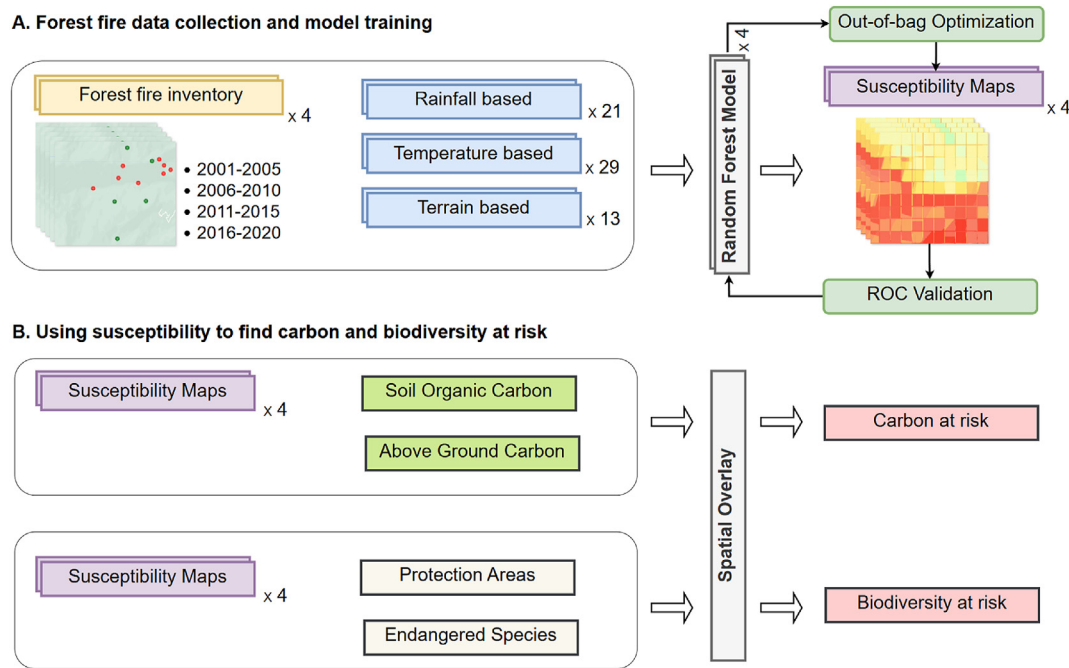 A. Forest fire data collection and model training
Forest fire inventory
x 4
• 2001-2005
• 2006-2010
• 2011-2015
• 2016-2020
Rainfall based
x 21
Temperature based
x 29
Terrain based
x 13
Random Forest Model
x 4
Out-of-bag Optimization
Susceptibility Maps
x 4
ROC Validation
B. Using susceptibility to find carbon and biodiversity at risk
Susceptibility Maps
x 4
Soil Organic Carbon
Above Ground Carbon
Susceptibility Maps
x 4
Protection Areas
Endangered Species
Spatial Overlay
Carbon at risk
Biodiversity at risk